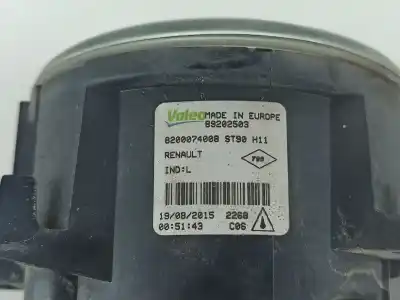 Valeo MADE IN EUROPE
89202503
8200074008 ST90 H11
RENAULT
IND:L
19/08/2015 2268
00:51:43 C06